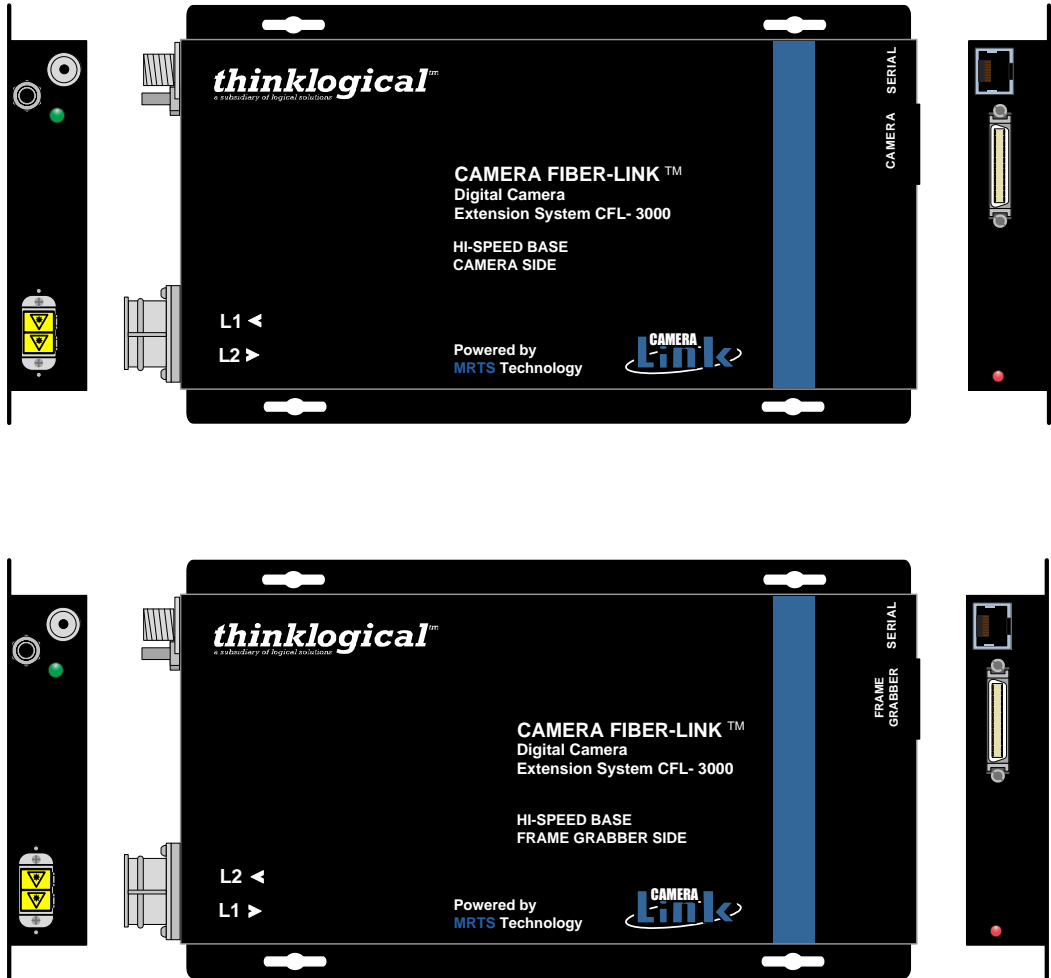 thinklogical™
a subsidiary of logical solutions
SERIAL
CAMERA
CAMERA FIBER-LINK ™
Digital Camera
Extension System CFL- 3000
HI-SPEED BASE
CAMERA SIDE
L1
L2
Powered by
MRTS Technology
CAMERA
Link
thinklogical™
a subsidiary of logical solutions
SERIAL
FRAME
GRABBER
CAMERA FIBER-LINK ™
Digital Camera
Extension System CFL- 3000
HI-SPEED BASE
FRAME GRABBER SIDE
L2
L1
Powered by
MRTS Technology
CAMERA
Link